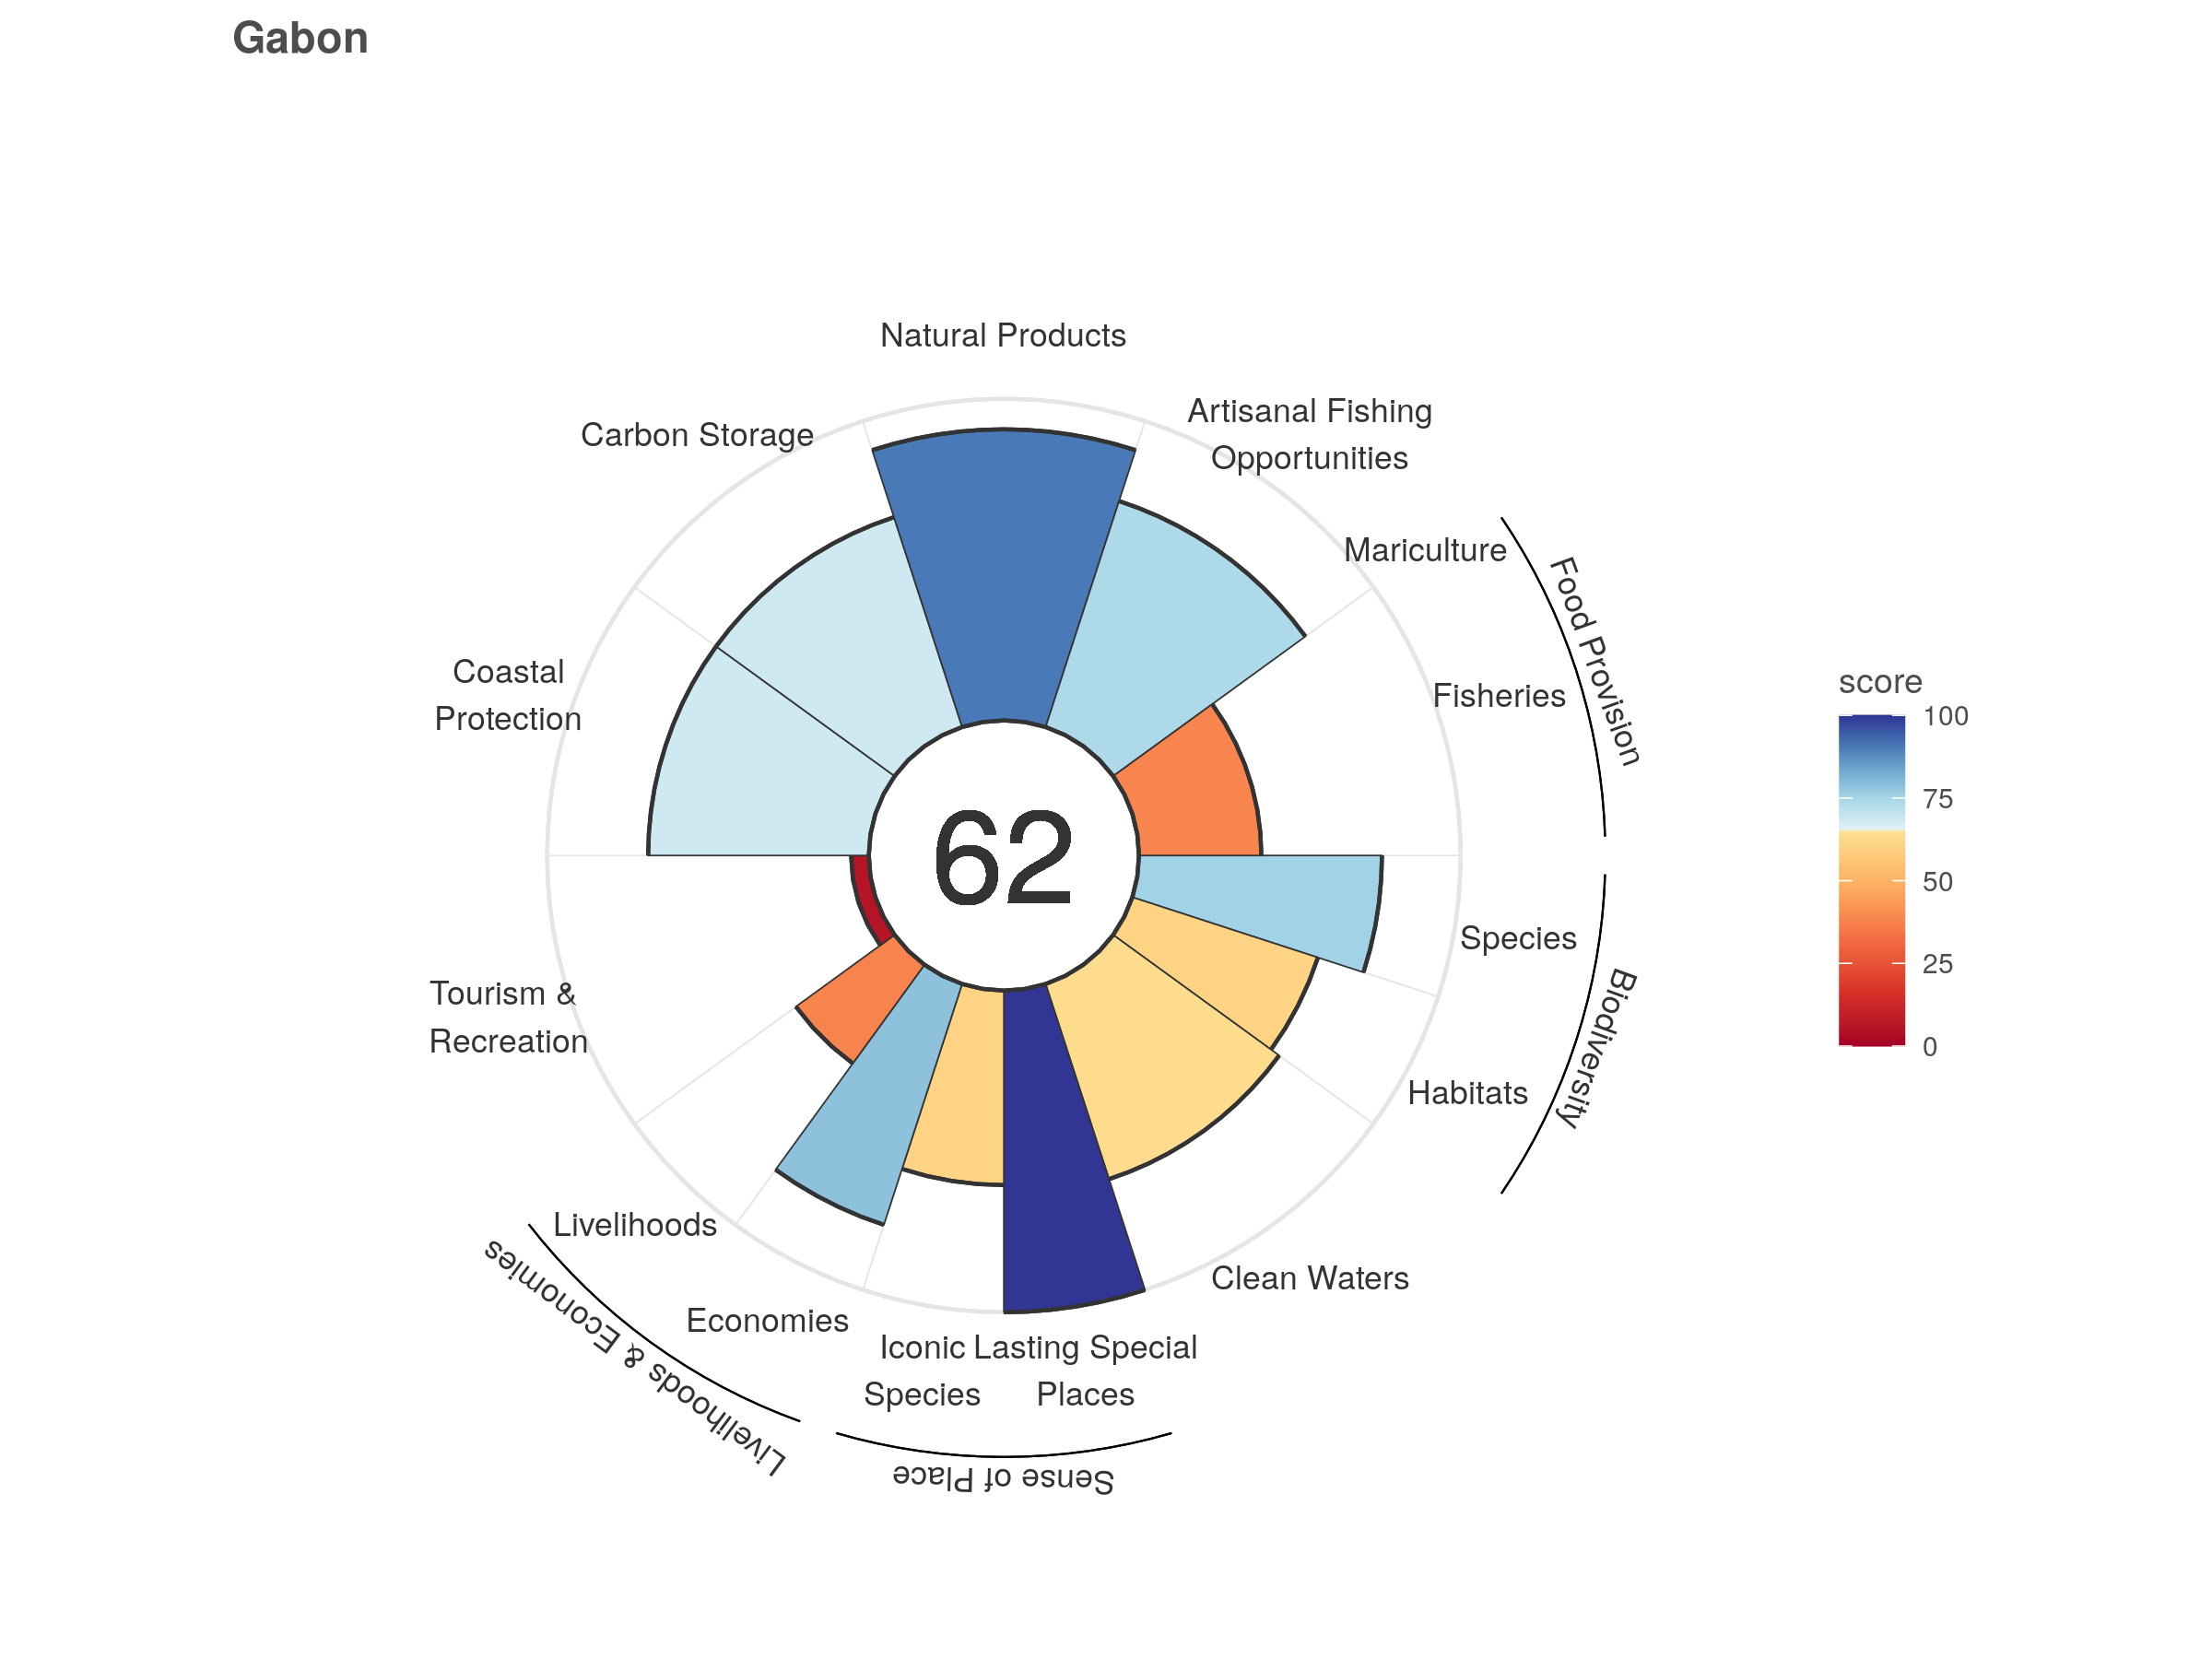 Gabon
Natural Products
Artisanal Fishing
Opportunities
Carbon Storage
Mariculture
Food Provision
Fisheries
Coastal
Protection
score
100
75
50
25
0
62
Species
Biodiversity
Habitats
Tourism &
Recreation
Livelihoods
Livelihoods & Economies
Clean Waters
Economies
Iconic
Species
Lasting Special
Places
Sense of Place